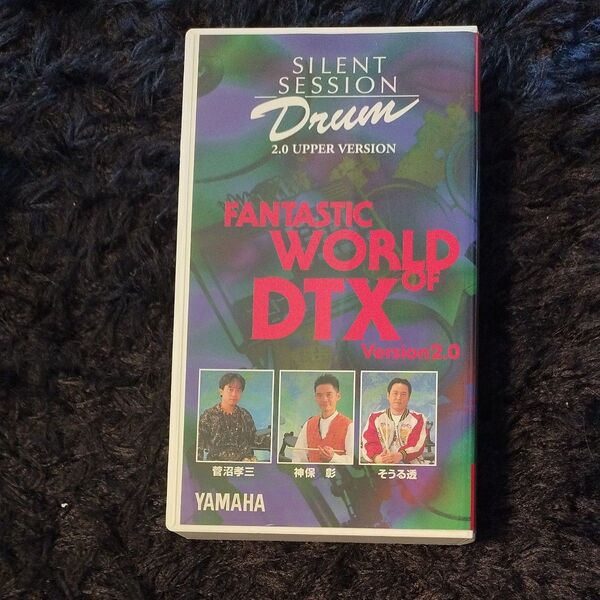 SILENT
SESSION
Drum
2.0 UPPER VERSION
FANTASTIC
WORLD
OF
DTX
Version2.0
菅沼孝三 神保 彰 そうる透
YAMAHA